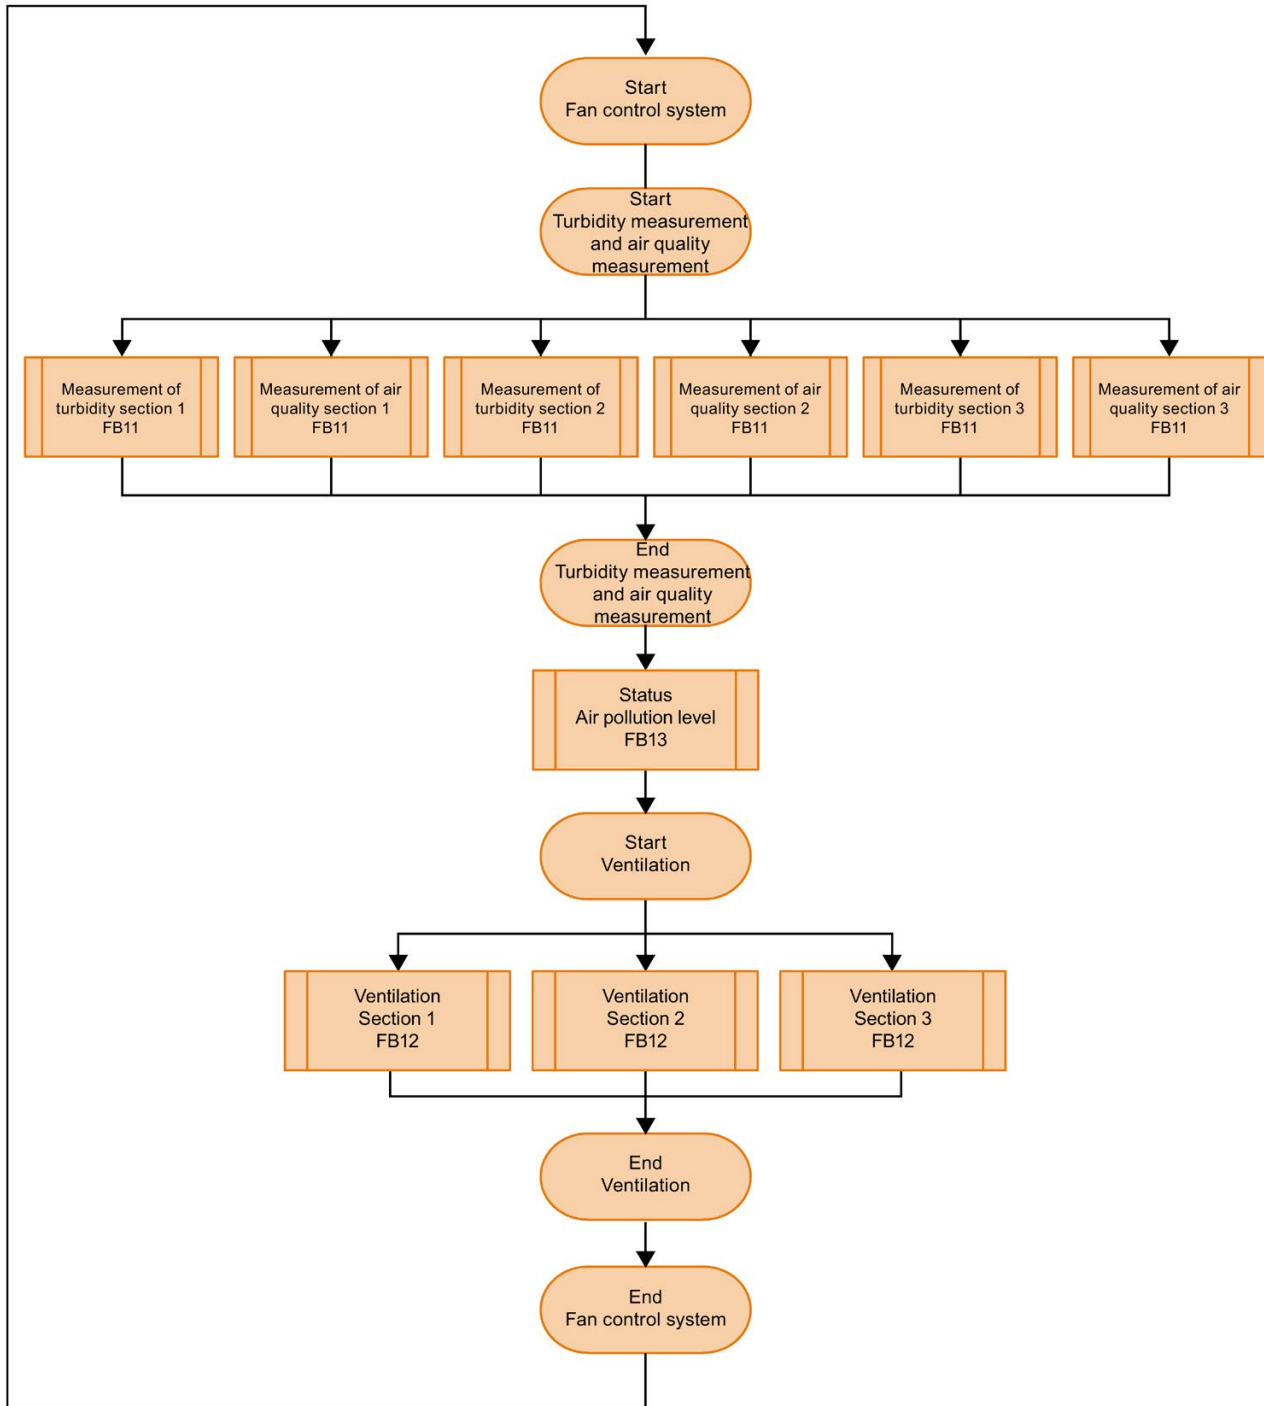 Start
Fan control system
Start
Turbidity measurement
and air quality
measurement
Measurement of
turbidity section 1
FB11
Measurement of air
quality section 1
FB11
Measurement of
turbidity section 2
FB11
Measurement of air
quality section 2
FB11
Measurement of
turbidity section 3
FB11
Measurement of air
quality section 3
FB11
End
Turbidity measurement
and air quality
measurement
Status
Air pollution level
FB13
Start
Ventilation
Ventilation
Section 1
FB12
Ventilation
Section 2
FB12
Ventilation
Section 3
FB12
End
Ventilation
End
Fan control system